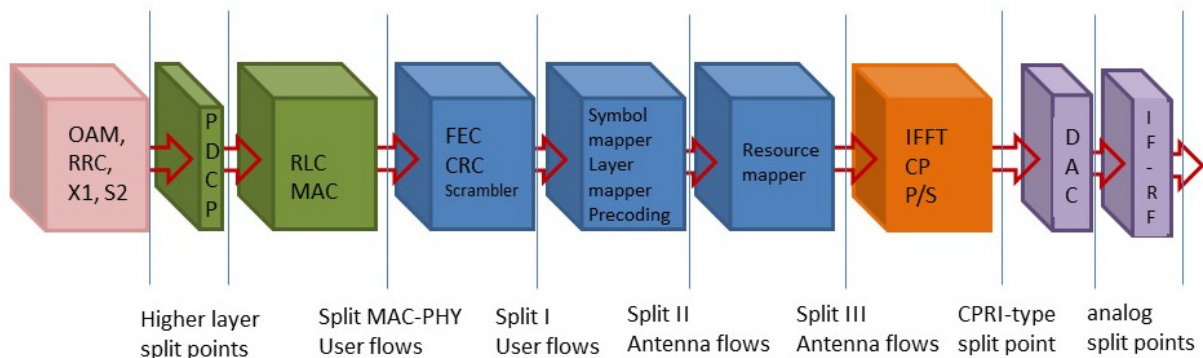 OAM,
RRC,
X1, S2
P
D
C
P
RLC
MAC
FEC
CRC
Scrambler
Symbol
mapper
Layer
mapper
Precoding
Resource
mapper
IFFT
CP
P/S
D
A
C
I
F
-
R
F
Higher layer
split points
Split MAC-PHY
User flows
Split I
User flows
Split II
Antenna flows
Split III
Antenna flows
CPRI-type
split point
analog
split points